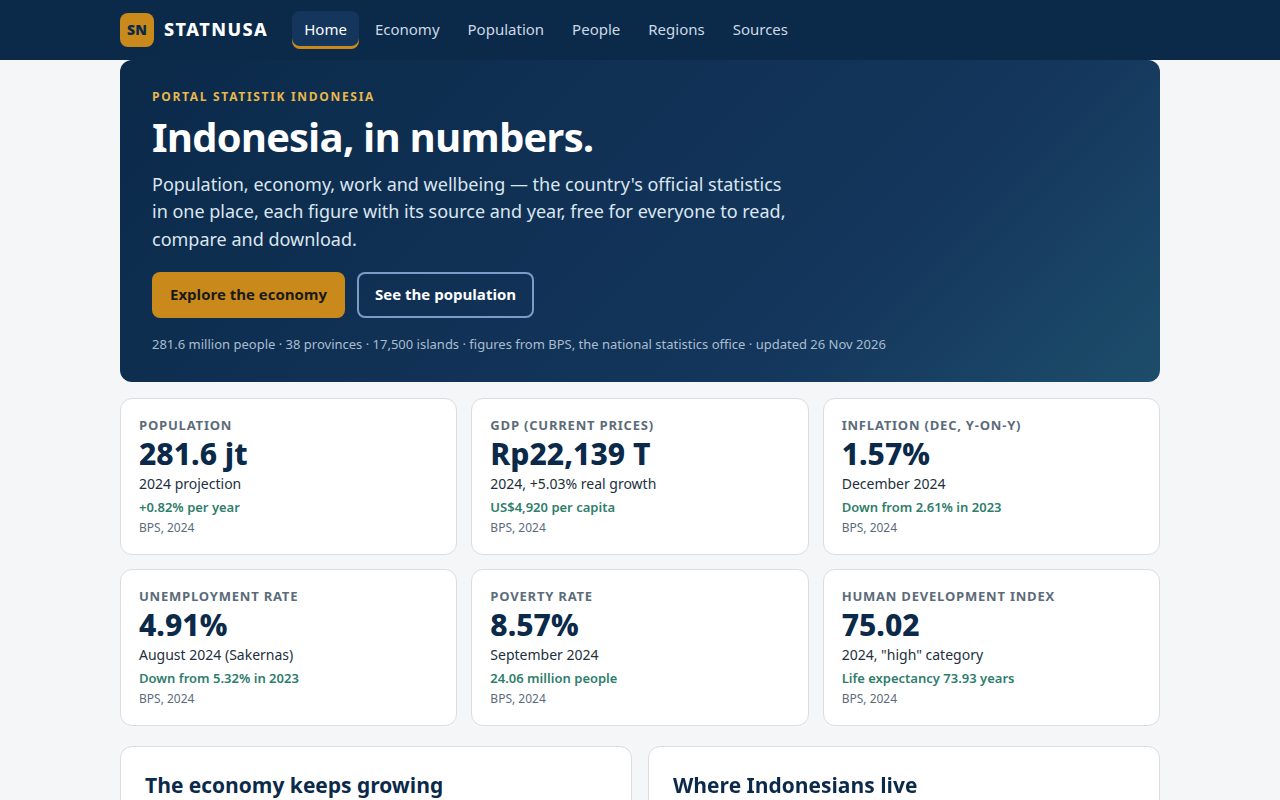 SN STATNUSA Home Economy Population People Regions Sources
PORTAL STATISTIK INDONESIA
Indonesia, in numbers.
Population, economy, work and wellbeing — the country's official statistics
in one place, each figure with its source and year, free for everyone to read,
compare and download.
Explore the economy See the population
281.6 million people · 38 provinces · 17,500 islands · figures from BPS, the national statistics office · updated 26 Nov 2026
POPULATION
281.6 jt
2024 projection
+0.82% per year
BPS, 2024
GDP (CURRENT PRICES)
Rp22,139 T
2024, +5.03% real growth
US$4,920 per capita
BPS, 2024
INFLATION (DEC, Y-ON-Y)
1.57%
December 2024
Down from 2.61% in 2023
BPS, 2024
UNEMPLOYMENT RATE
4.91%
August 2024 (Sakernas)
Down from 5.32% in 2023
BPS, 2024
POVERTY RATE
8.57%
September 2024
24.06 million people
BPS, 2024
HUMAN DEVELOPMENT INDEX
75.02
2024, "high" category
Life expectancy 73.93 years
BPS, 2024
The economy keeps growing
Where Indonesians live